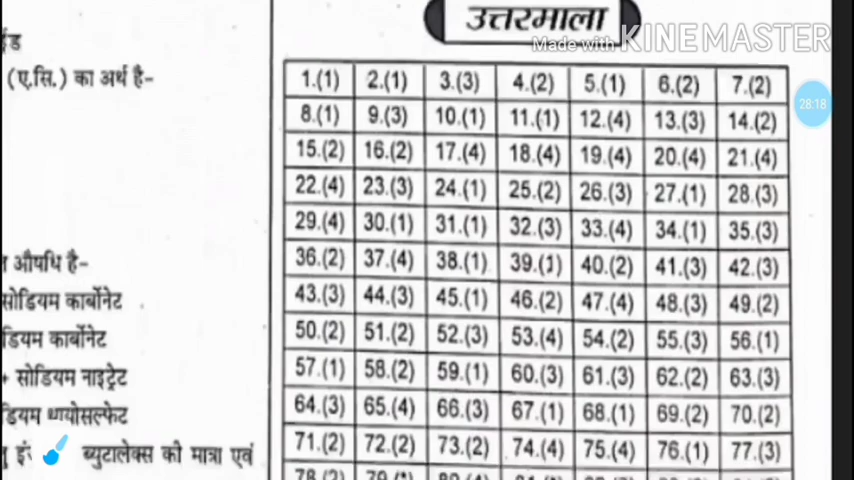 उत्तरमाला
Made with KINEMASTER
28:18
(ए.सि.) का अर्थ है-
औषधि है-
सोडियम कार्बोनेट
डियम कार्बोनेट
+ सोडियम नाइट्रेट
डियम थायोसल्फेट
ब्युटालेक्स की मात्रा एवं
1.(1) 2.(1) 3.(3) 4.(2) 5.(1) 6.(2) 7.(2)
8.(1) 9.(3) 10.(1) 11.(1) 12.(4) 13.(3) 14.(2)
15.(2) 16.(2) 17.(4) 18.(4) 19.(4) 20.(4) 21.(4)
22.(4) 23.(3) 24.(1) 25.(2) 26.(3) 27.(1) 28.(3)
29.(4) 30.(1) 31.(1) 32.(3) 33.(4) 34.(1) 35.(3)
36.(2) 37.(4) 38.(1) 39.(1) 40.(2) 41.(3) 42.(3)
43.(3) 44.(3) 45.(1) 46.(2) 47.(4) 48.(3) 49.(2)
50.(2) 51.(2) 52.(3) 53.(4) 54.(2) 55.(3) 56.(1)
57.(1) 58.(2) 59.(1) 60.(3) 61.(3) 62.(2) 63.(3)
64.(3) 65.(4) 66.(3) 67.(1) 68.(1) 69.(2) 70.(2)
71.(2) 72.(2) 73.(2) 74.(4) 75.(4) 76.(1) 77.(3)